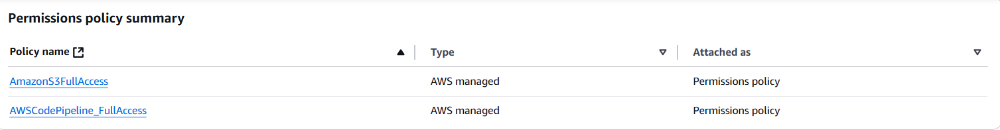 Permissions policy summary
Policy name Type Attached as
AmazonS3FullAccess AWS managed Permissions policy
AWSCodePipeline_FullAccess AWS managed Permissions policy